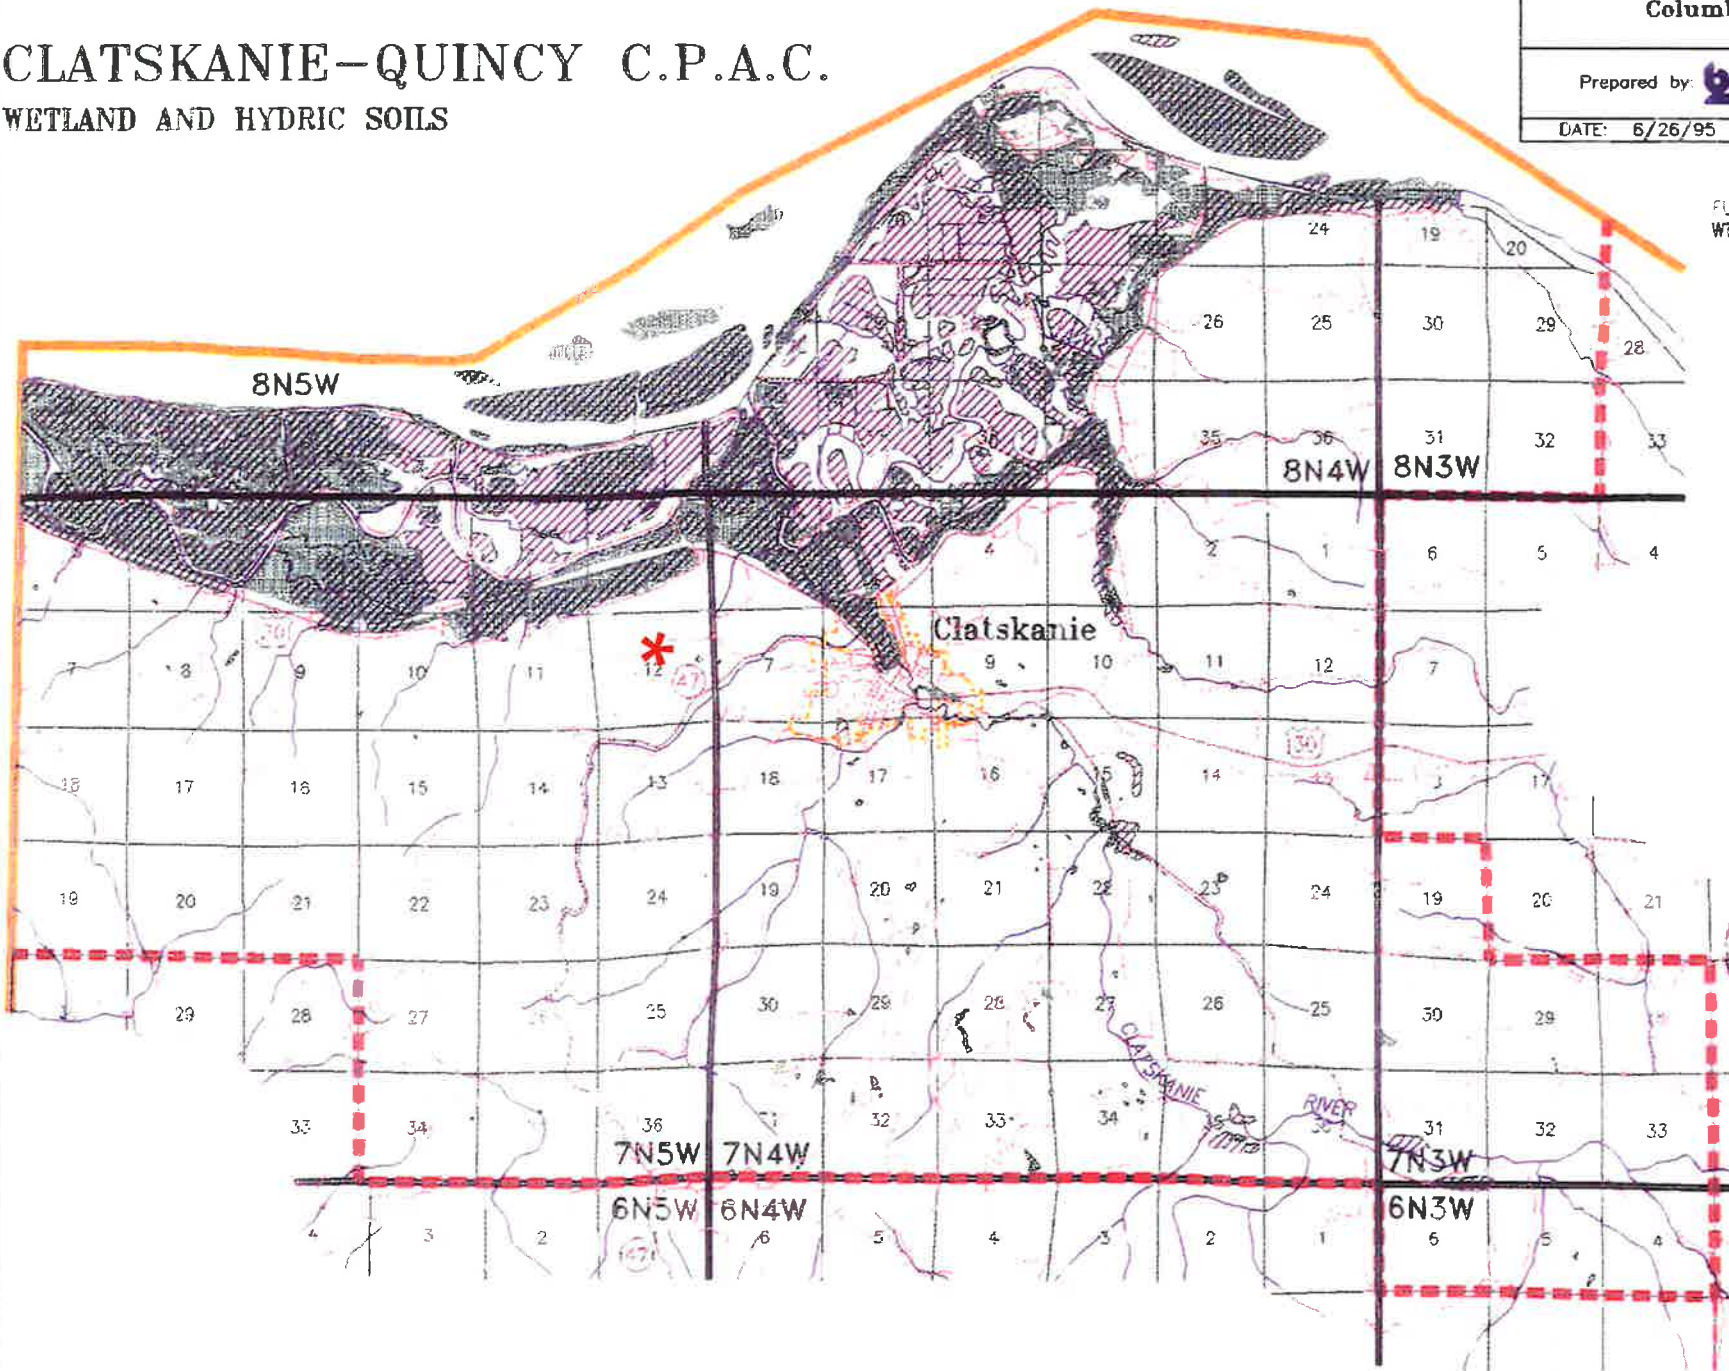 Colum
CLATSKANIE-QUINCY C.P.A.C.
WETLAND AND HYDRIC SOILS
Prepared by:
DATE: 6/26/95
24 19 20
26 25 30 29 28
8N5W
35 36 31 32 33
8N4W 8N3W
4 2 1 6 5 4
Clatskanie
7 8 9 10 11 12 7 9 10 11 12 7
30
47
30
18 17 16 15 14 13 18 17 16 15 14 17
19 20 21 22 23 24 19 20 21 22 23 24 19 20 21
29 28 27 25 30 29 28 27 26 25 30 29
CLATSKANIE RIVER
33 34 36 32 33 34 31 32 33
7N5W 7N4W 7N3W
6N5W 6N4W 6N3W
4 3 2 6 5 4 3 2 1 6 5 4
47